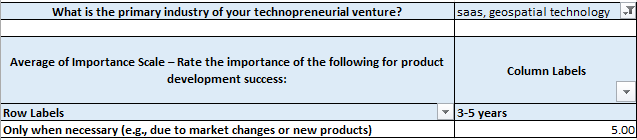 What is the primary industry of your technopreneurial venture? saas, geospatial technology
Average of Importance Scale – Rate the importance of the following for product
development success:
Column Labels
Row Labels 3-5 years
Only when necessary (e.g., due to market changes or new products) 5.00